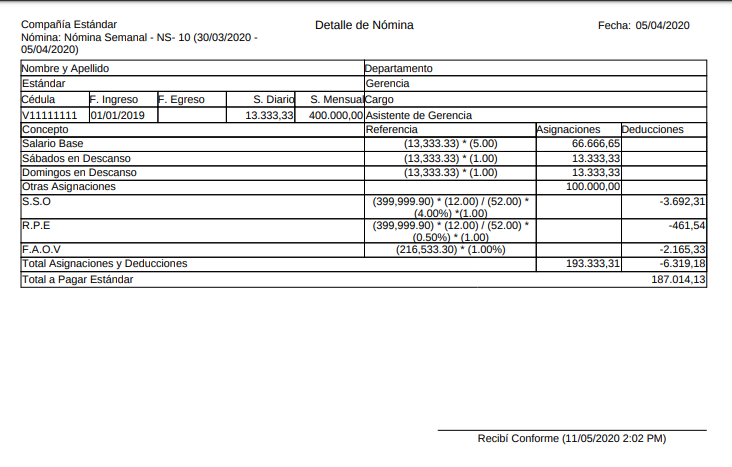 Compañía Estándar
Detalle de Nómina
Fecha: 05/04/2020
Nómina: Nómina Semanal - NS- 10 (30/03/2020 -
05/04/2020)
Nombre y Apellido Departamento
Estándar Gerencia
Cédula F. Ingreso F. Egreso S. Diario S. Mensual Cargo
V11111111 01/01/2019 13.333,33 400.000,00 Asistente de Gerencia
Concepto Referencia Asignaciones Deducciones
Salario Base (13,333.33) * (5.00) 66.666,65
Sábados en Descanso (13,333.33) * (1.00) 13.333,33
Domingos en Descanso (13,333.33) * (1.00) 13.333,33
Otras Asignaciones 100.000,00
S.S.O (399,999.90) * (12.00) / (52.00) * -3.692,31
(4.00%) *(1.00)
R.P.E (399,999.90) * (12.00) / (52.00) * -461,54
(0.50%) * (1.00)
F.A.O.V (216,533.30) * (1.00%) -2.165,33
Total Asignaciones y Deducciones 193.333,31 -6.319,18
Total a Pagar Estándar 187.014,13
Recibí Conforme (11/05/2020 2:02 PM)